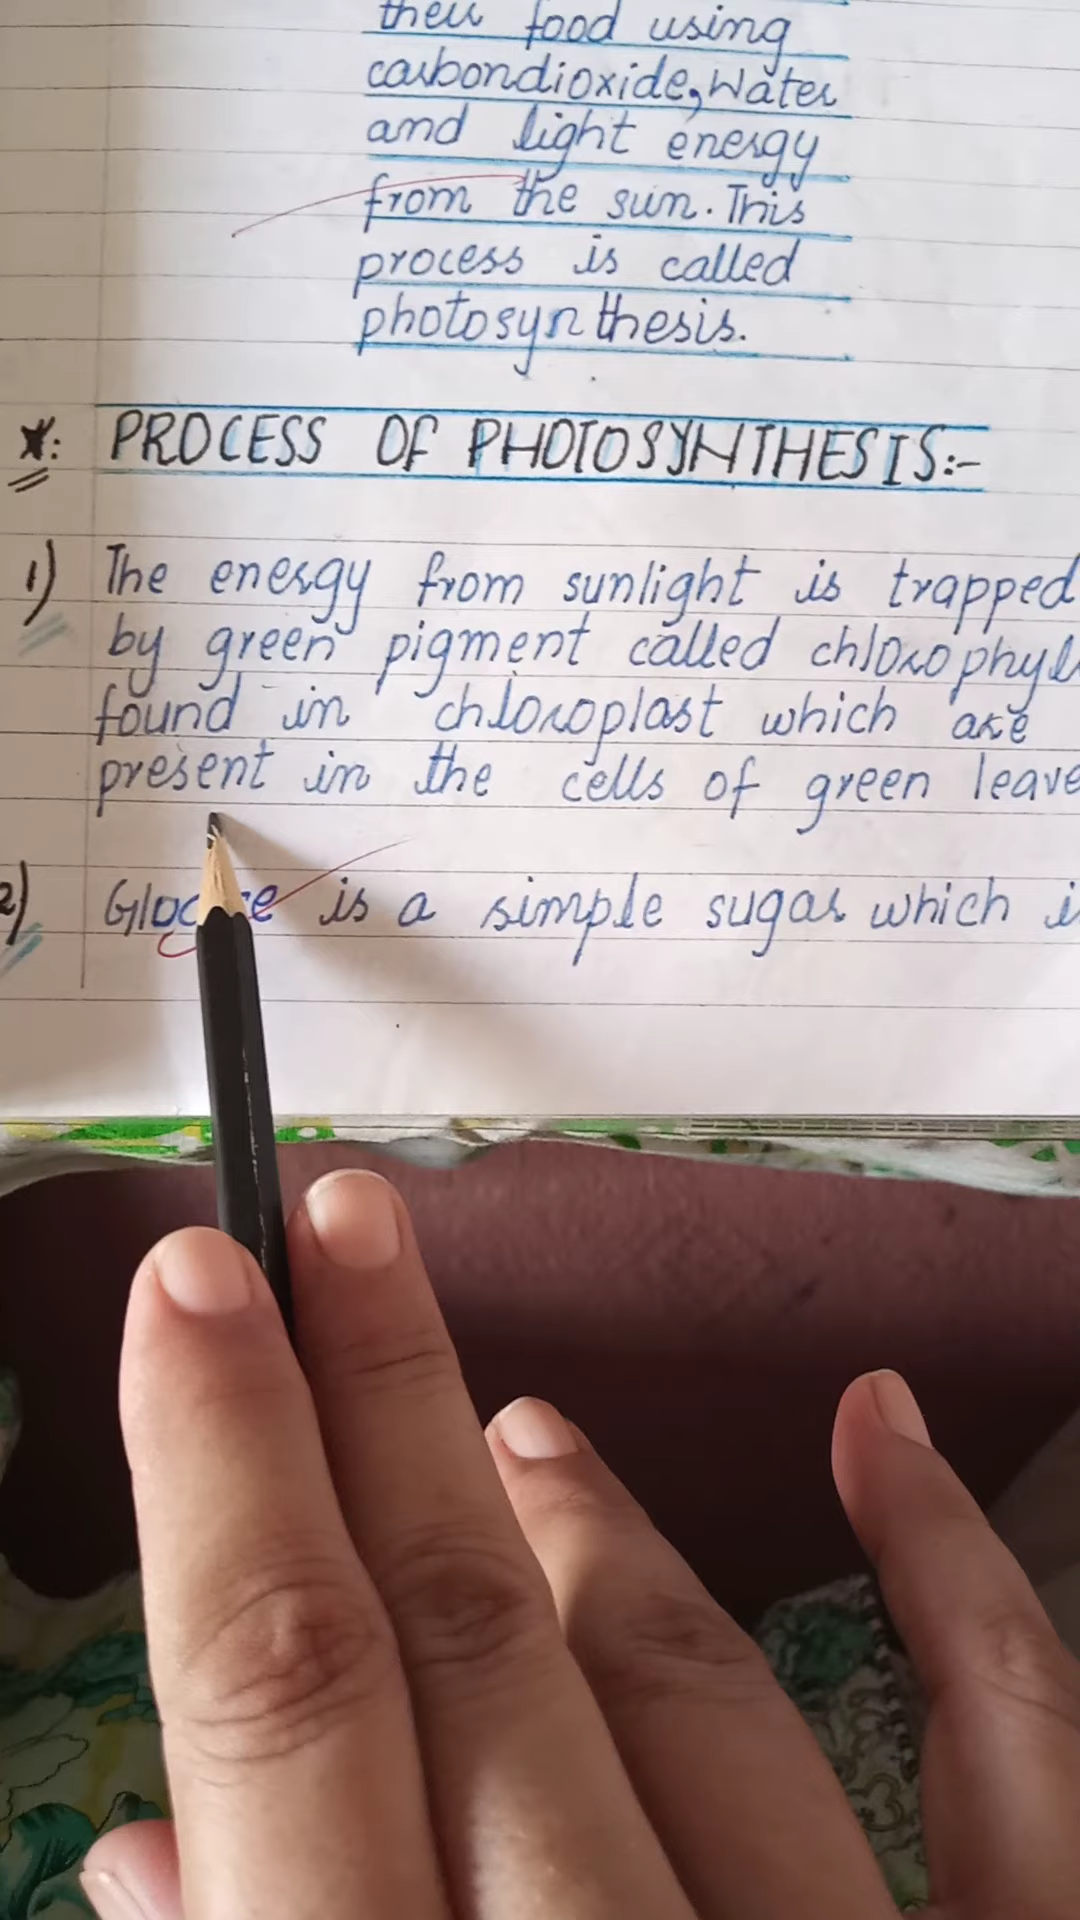 their food using
carbondioxide, Water
and light energy
from the sun. This
process is called
photosynthesis.
*: PROCESS OF PHOTOSYNTHESIS:-
1) The energy from sunlight is trapped
by green pigment called chlorophyll
found in chloroplast which are
present in the cells of green leave
2) is a simple sugar which